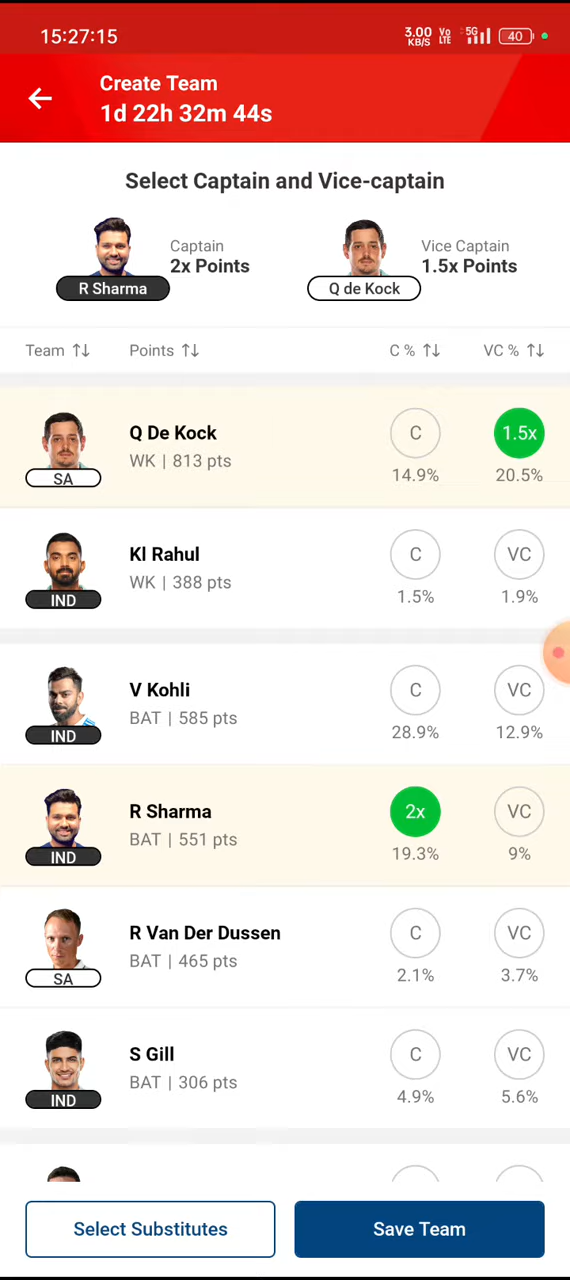 15:27:15
3.00 KB/S Vo LTE 5G 40
Create Team
1d 22h 32m 44s
Select Captain and Vice-captain
Captain
2x Points
R Sharma
Vice Captain
1.5x Points
Q de Kock
Team Points C % VC %
Q De Kock
WK | 813 pts
SA
C 1.5x
14.9% 20.5%
Kl Rahul
WK | 388 pts
IND
C VC
1.5% 1.9%
V Kohli
BAT | 585 pts
IND
C VC
28.9% 12.9%
R Sharma
BAT | 551 pts
IND
2x VC
19.3% 9%
R Van Der Dussen
BAT | 465 pts
SA
C VC
2.1% 3.7%
S Gill
BAT | 306 pts
IND
C VC
4.9% 5.6%
Select Substitutes Save Team